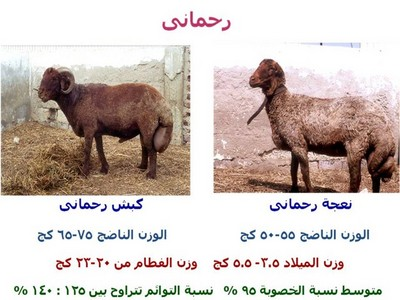 رحمانى
نعجة رحمانى
كبش رحمانى
الوزن الناضج ٥٥-٥٠ كج
الوزن الناضج ٧٥-٦٥ كج
وزن الميلاد ٣.٥- ٥.٥ كج وزن الفطام من ٢٠-٢٣ كج
متوسط نسبة الخصوبة ٩٥ % نسبة التوائم تتراوح بين ١٢٥ : ١٤٠ %